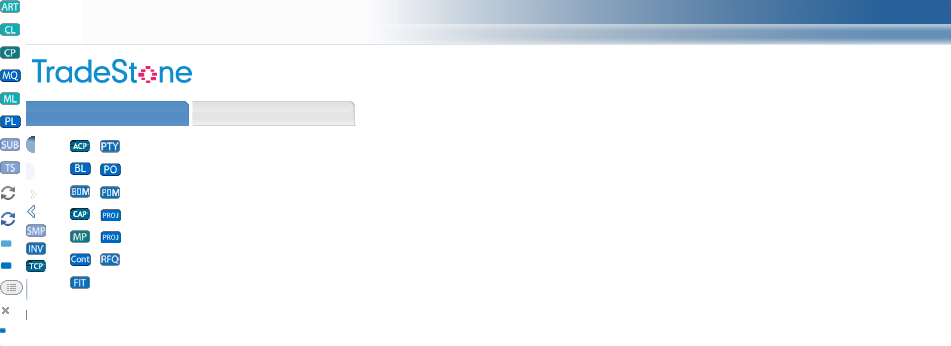 ART
CL
CP
MQ
ML
PL
SUB
TS
TradeStone
ACP PTY
BL PO
BOM POM
CAP PROJ
MP PROJ
Cont RFQ
FIT
SMP
INV
TCP